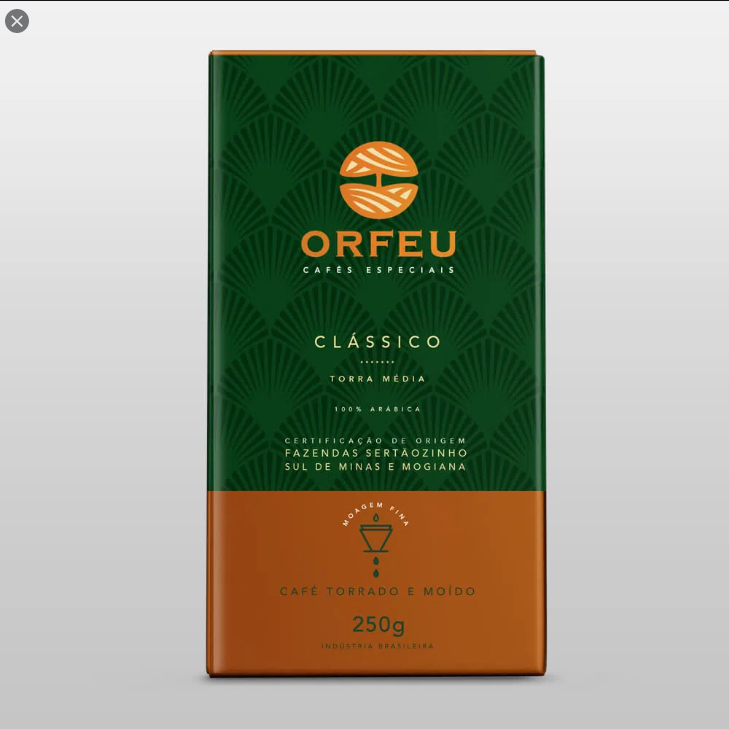 ORFEU
CAFÉS ESPECIAIS
CLÁSSICO
TORRA MÉDIA
100% ARÁBICA
CERTIFICAÇÃO DE ORIGEM
FAZENDAS SERTÃOZINHO
SUL DE MINAS E MOGIANA
MOAGEM FINA
CAFÉ TORRADO E MOÍDO
250g
INDÚSTRIA BRASILEIRA